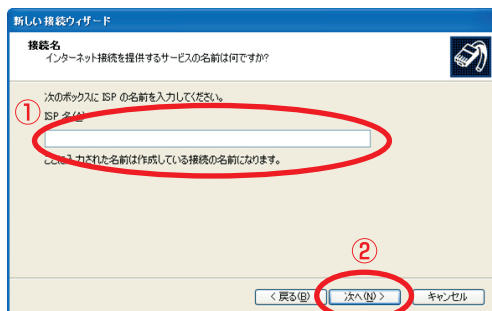 新しい接続ウィザード
接続名
インターネット接続を提供するサービスの名前は何ですか?
次のボックスに ISP の名前を入力してください。
①
ISP 名(A)
ここに入力された名前は作成している接続の名前になります。
②
< 戻る(B)
次へ(N) >
キャンセル